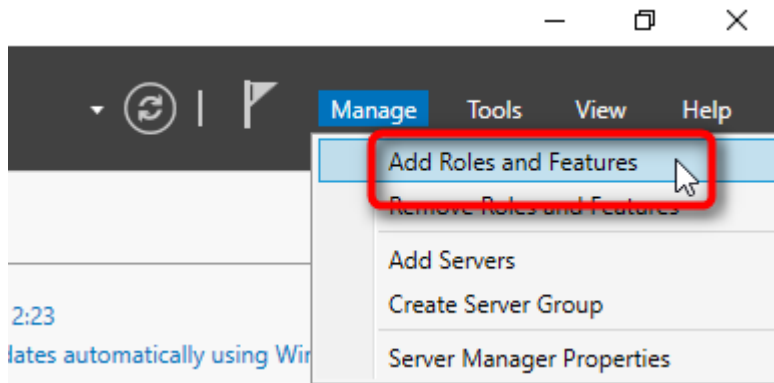 Manage Tools View Help
Add Roles and Features
Remove Roles and Features
Add Servers
Create Server Group
2:23
dates automatically using Wir
Server Manager Properties